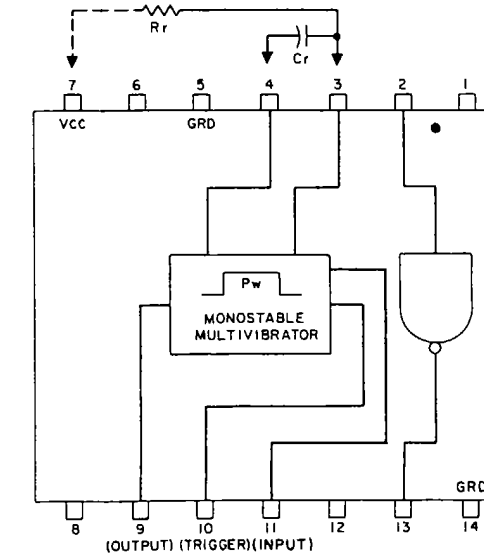 Rr
Cr
7 6 5 4 3 2 1
VCC GRD
Pw
MONOSTABLE
MULTIVIBRATOR
GRD
8 9 10 11 12 13 14
(OUTPUT) (TRIGGER)(INPUT)